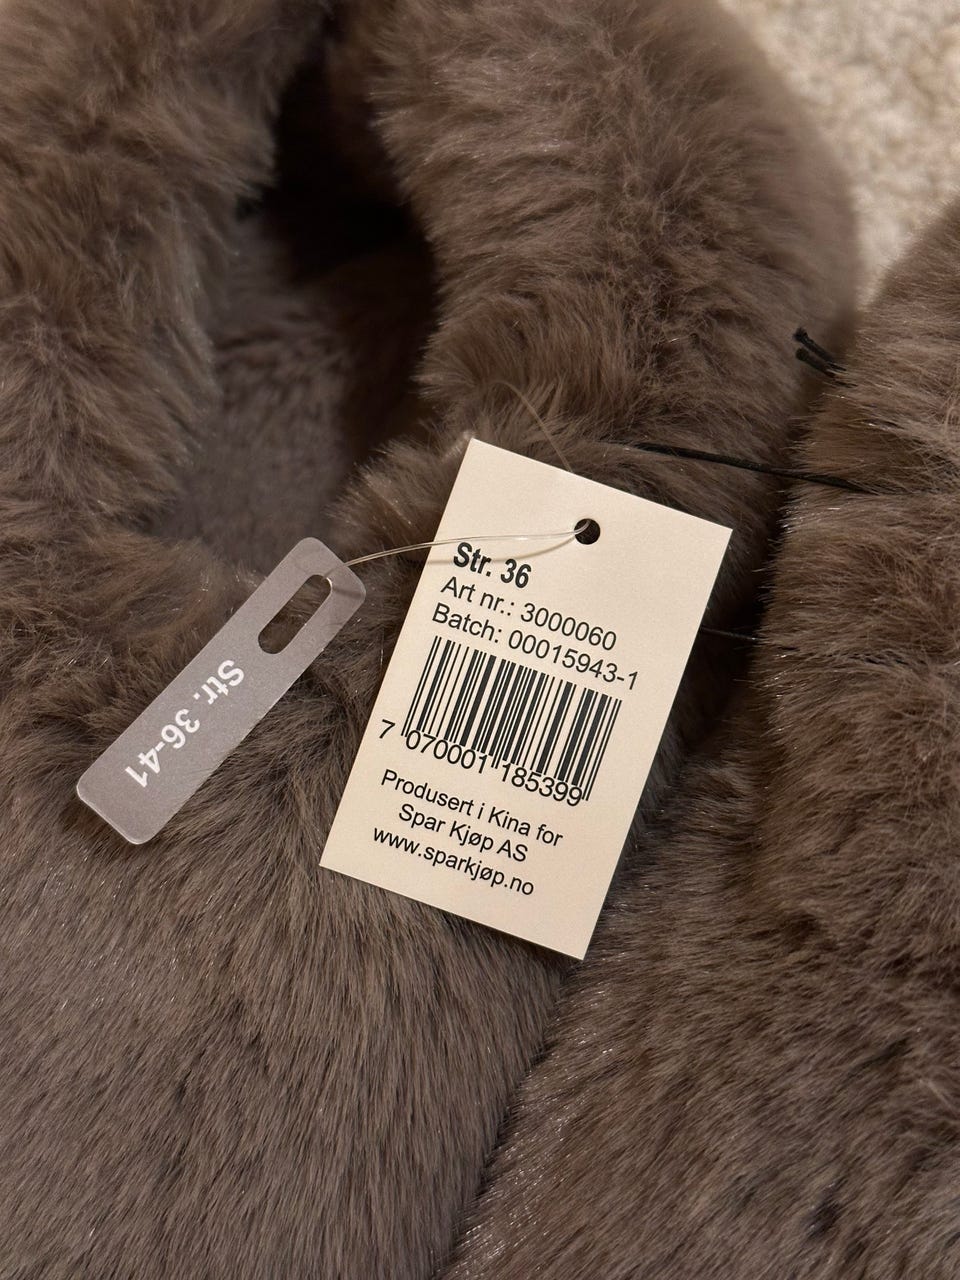 Str. 36
Art nr.: 3000060
Batch: 00015943-1
7 070001 185399
Produsert i Kina for
Spar Kjøp AS
www.sparkjøp.no
Str. 36-41